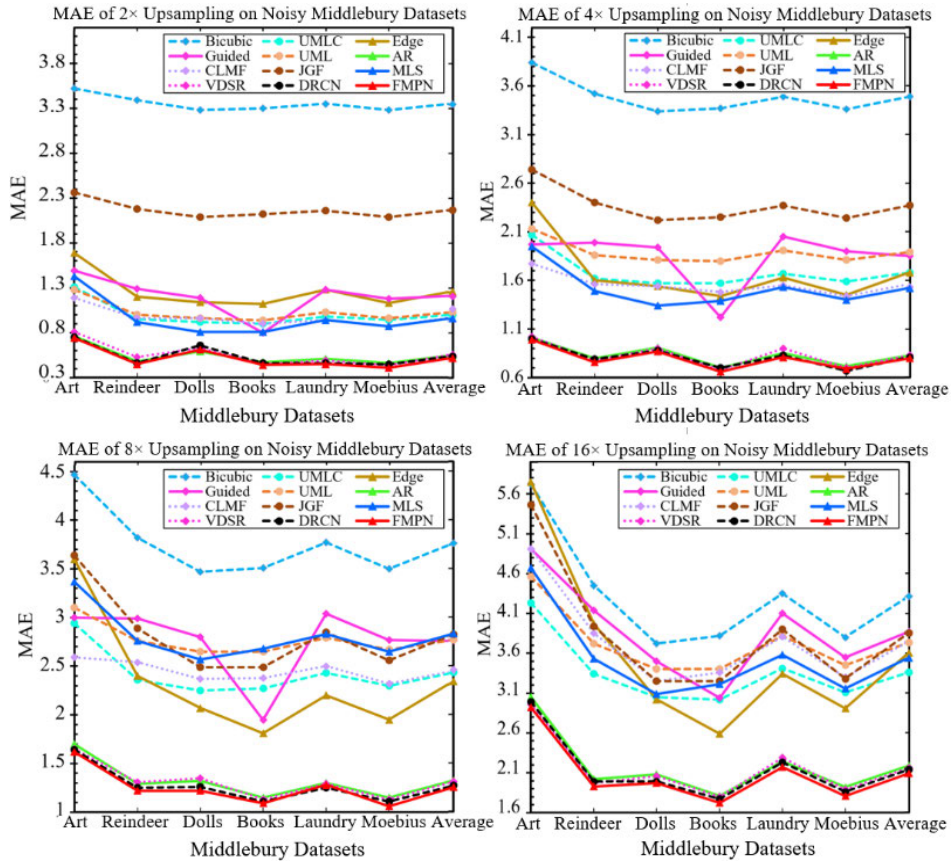 MAE of 2× Upsampling on Noisy Middlebury Datasets
Bicubic UMLC Edge
Guided UML AR
CLMF JGF MLS
VDSR DRCN FMPN
3.8
3.3
2.3
1.8
1.3
0.8
0.3
MAE
Art Reindeer Dolls Books Laundry Moebius Average
Middlebury Datasets
MAE of 4× Upsampling on Noisy Middlebury Datasets
Bicubic UMLC Edge
Guided UML AR
CLMF JGF MLS
VDSR DRCN FMPN
4.1
3.6
3.1
2.6
2.1
1.6
1.1
0.6
MAE
Art Reindeer Dolls Books Laundry Moebius Average
Middlebury Datasets
MAE of 8× Upsampling on Noisy Middlebury Datasets
Bicubic UMLC Edge
Guided UML AR
CLMF JGF MLS
VDSR DRCN FMPN
4.5
4
3.5
3
2.5
2
1.5
1
MAE
Art Reindeer Dolls Books Laundry Moebius Average
Middlebury Datasets
MAE of 16× Upsampling on Noisy Middlebury Datasets
Bicubic UMLC Edge
Guided UML AR
CLMF JGF MLS
VDSR DRCN FMPN
5.6
5.1
4.6
4.1
3.6
3.1
2.6
2.1
1.6
MAE
Art Reindeer Dolls Books Laundry Moebius Average
Middlebury Datasets